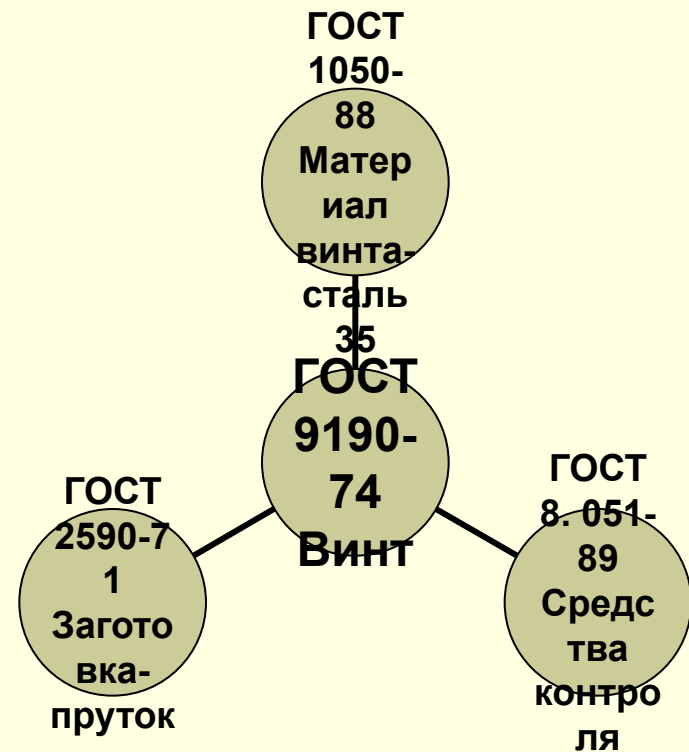 ГОСТ
1050-
88
Матер
иал
винта-
сталь
35
ГОСТ
9190-
74
Винт
ГОСТ
2590-7
1
Загото
вка-
пруток
ГОСТ
8. 051-
89
Средс
тва
контро
ля